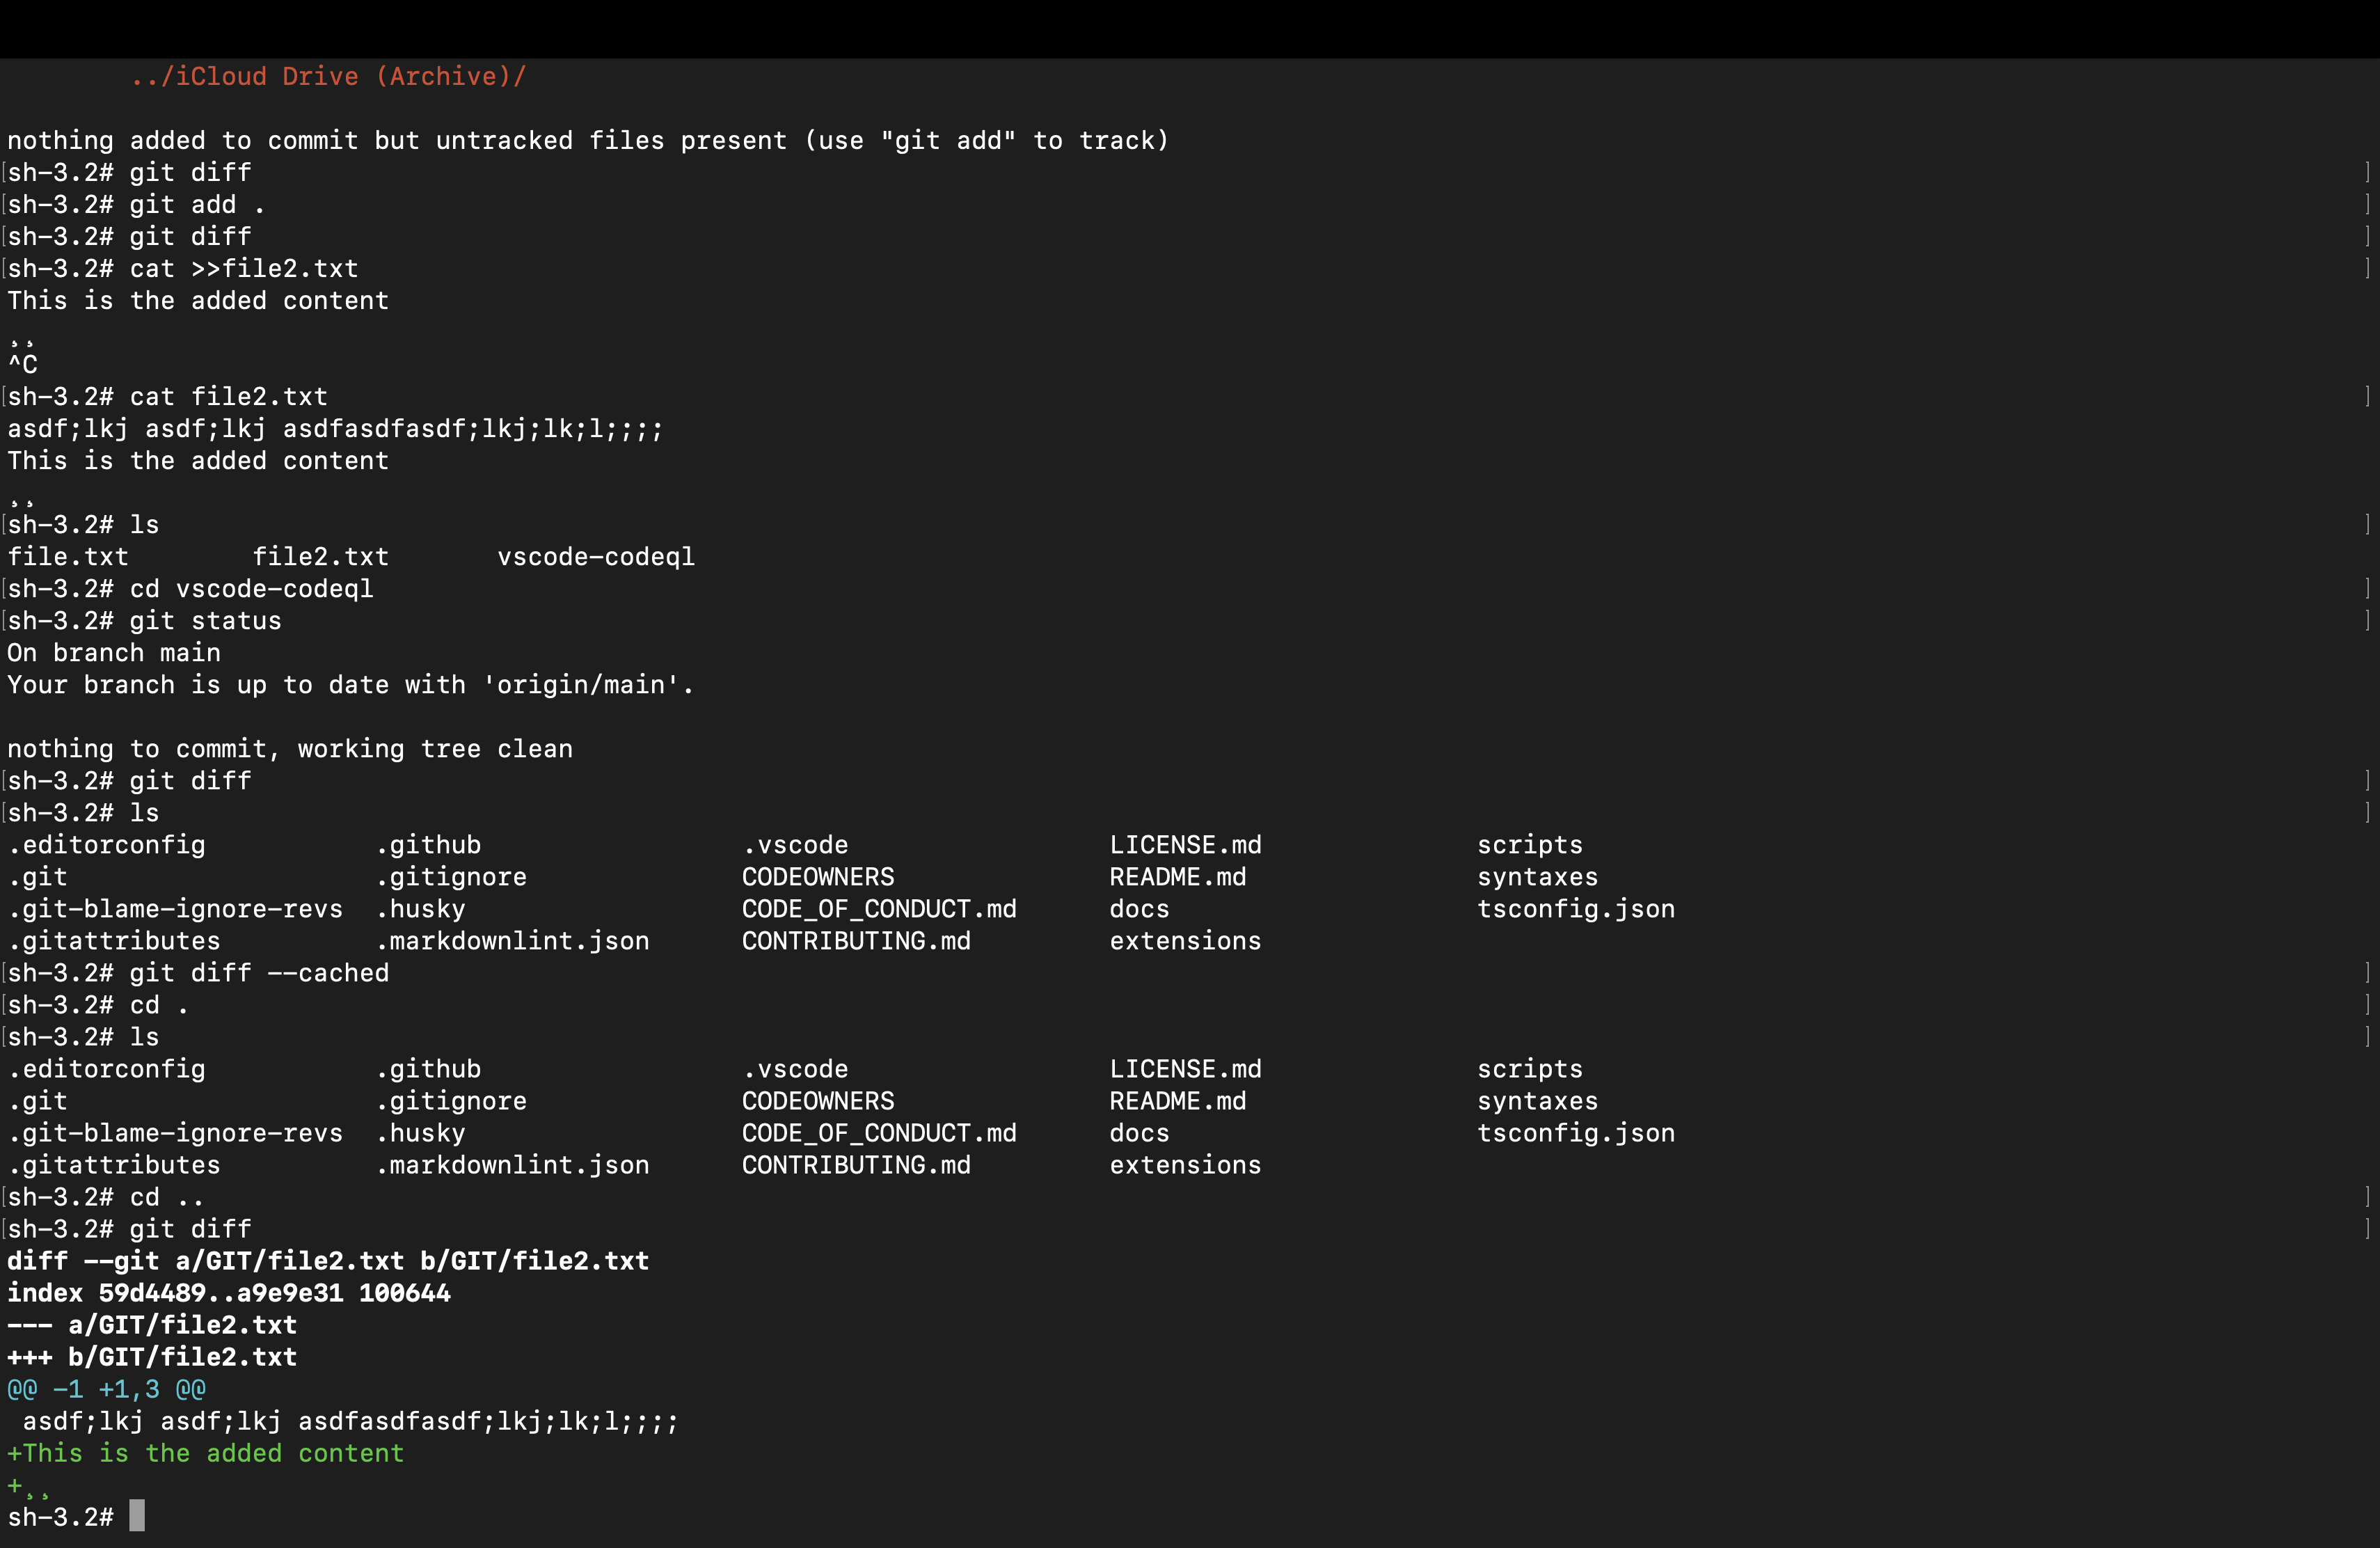 ../iCloud Drive (Archive)/
nothing added to commit but untracked files present (use "git add" to track)
[sh-3.2# git diff ]
[sh-3.2# git add . ]
[sh-3.2# git diff ]
[sh-3.2# cat >>file2.txt ]
This is the added content
¸¸
^C
[sh-3.2# cat file2.txt ]
asdf;lkj asdf;lkj asdfasdfasdf;lkj;lk;l;;;;
This is the added content
¸¸
[sh-3.2# ls ]
file.txt file2.txt vscode-codeql
[sh-3.2# cd vscode-codeql ]
[sh-3.2# git status ]
On branch main
Your branch is up to date with 'origin/main'.
nothing to commit, working tree clean
[sh-3.2# git diff ]
[sh-3.2# ls ]
.editorconfig .github .vscode LICENSE.md scripts
.git .gitignore CODEOWNERS README.md syntaxes
.git-blame-ignore-revs .husky CODE_OF_CONDUCT.md docs tsconfig.json
.gitattributes .markdownlint.json CONTRIBUTING.md extensions
[sh-3.2# git diff --cached ]
[sh-3.2# cd . ]
[sh-3.2# ls ]
.editorconfig .github .vscode LICENSE.md scripts
.git .gitignore CODEOWNERS README.md syntaxes
.git-blame-ignore-revs .husky CODE_OF_CONDUCT.md docs tsconfig.json
.gitattributes .markdownlint.json CONTRIBUTING.md extensions
[sh-3.2# cd .. ]
[sh-3.2# git diff ]
diff --git a/GIT/file2.txt b/GIT/file2.txt
index 59d4489..a9e9e31 100644
--- a/GIT/file2.txt
+++ b/GIT/file2.txt
@@ -1 +1,3 @@
 asdf;lkj asdf;lkj asdfasdfasdf;lkj;lk;l;;;;
+This is the added content
+¸¸
sh-3.2#